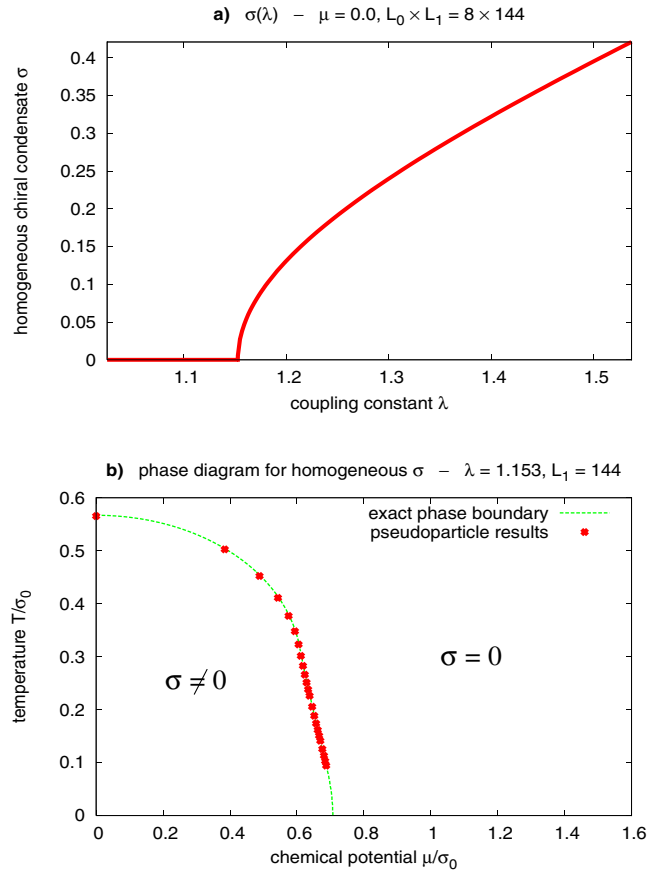 a) σ(λ) – μ = 0.0, L₀ × L₁ = 8 × 144
homogeneous chiral condensate σ
0.4
0.35
0.3
0.25
0.2
0.15
0.1
0.05
0
1.1 1.2 1.3 1.4 1.5
coupling constant λ
b) phase diagram for homogeneous σ – λ = 1.153, L₁ = 144
temperature T/σ₀
0.6
0.5
0.4
0.3
0.2
0.1
0
exact phase boundary
pseudoparticle results
σ ≠ 0
σ = 0
0 0.2 0.4 0.6 0.8 1 1.2 1.4 1.6
chemical potential μ/σ₀